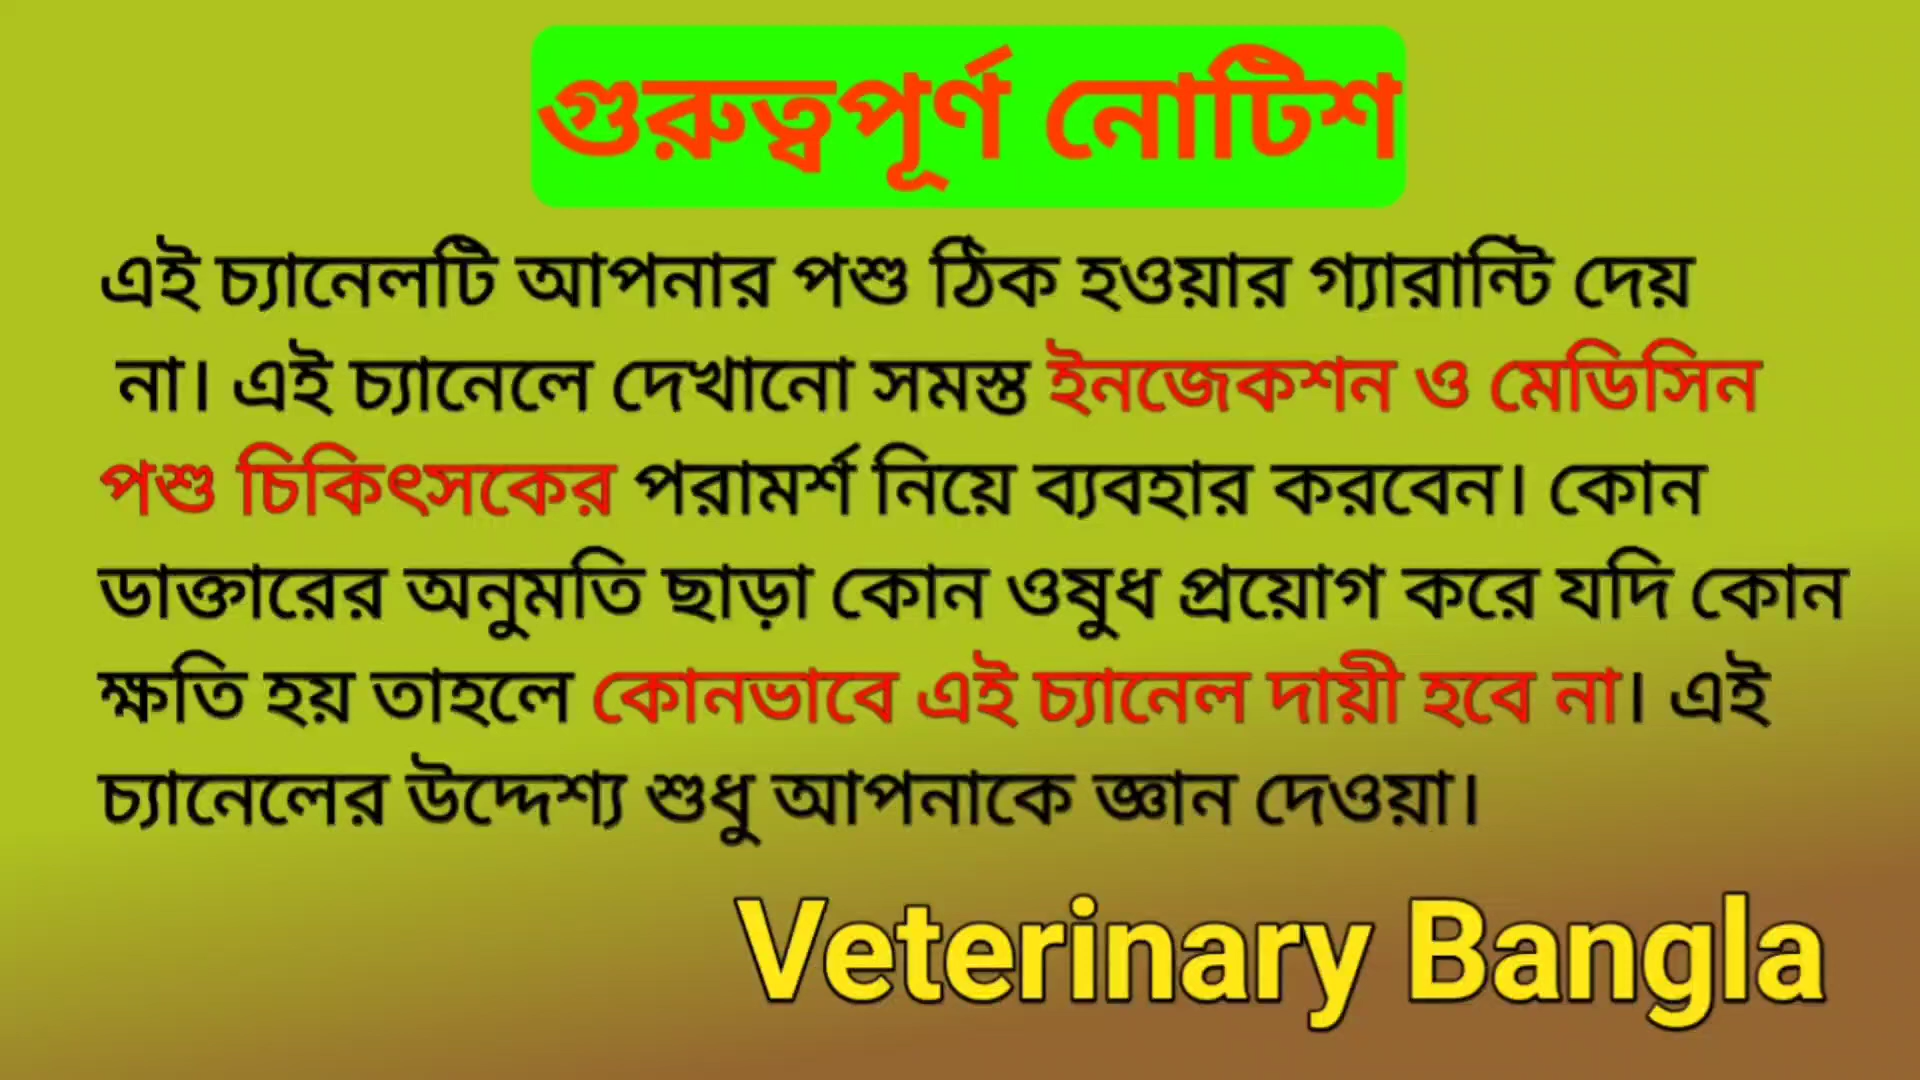 গুরুত্বপূর্ণ নোটিশ
এই চ্যানেলটি আপনার পশু ঠিক হওয়ার গ্যারান্টি দেয়
না। এই চ্যানেলে দেখানো সমস্ত ইনজেকশন ও মেডিসিন
পশু চিকিৎসকের পরামর্শ নিয়ে ব্যবহার করবেন। কোন
ডাক্তারের অনুমতি ছাড়া কোন ওষুধ প্রয়োগ করে যদি কোন
ক্ষতি হয় তাহলে কোনভাবে এই চ্যানেল দায়ী হবে না। এই
চ্যানেলের উদ্দেশ্য শুধু আপনাকে জ্ঞান দেওয়া।
Veterinary Bangla